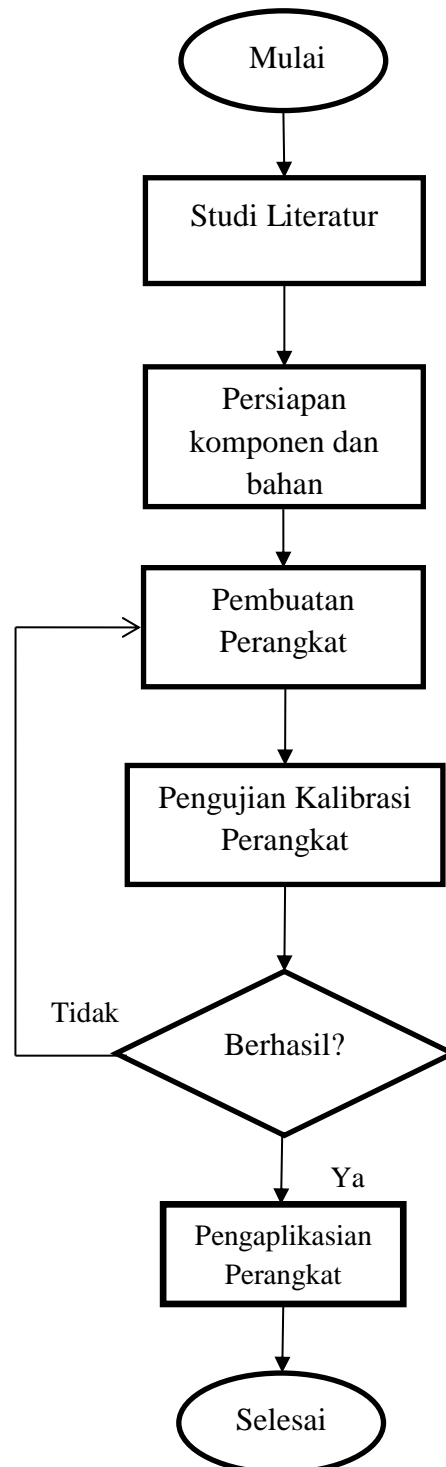 Mulai
Studi Literatur
Persiapan
komponen dan
bahan
Pembuatan
Perangkat
Pengujian Kalibrasi
Perangkat
Tidak
Berhasil?
Ya
Pengaplikasian
Perangkat
Selesai